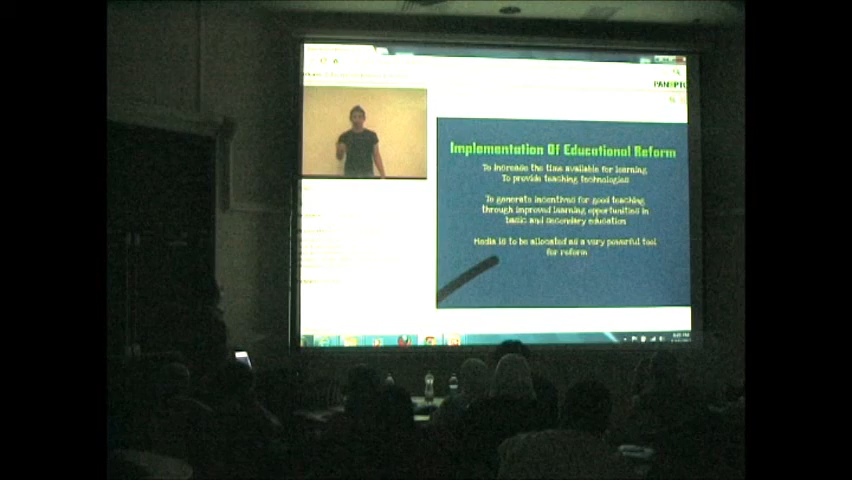 Implementation Of Educational Reform
To increase the time available for learning
To provide teaching technologies
To generate incentives for good teaching
through improved learning opportunities in
basic and secondary education
Media is to be allocated as a very powerful tool
for reform